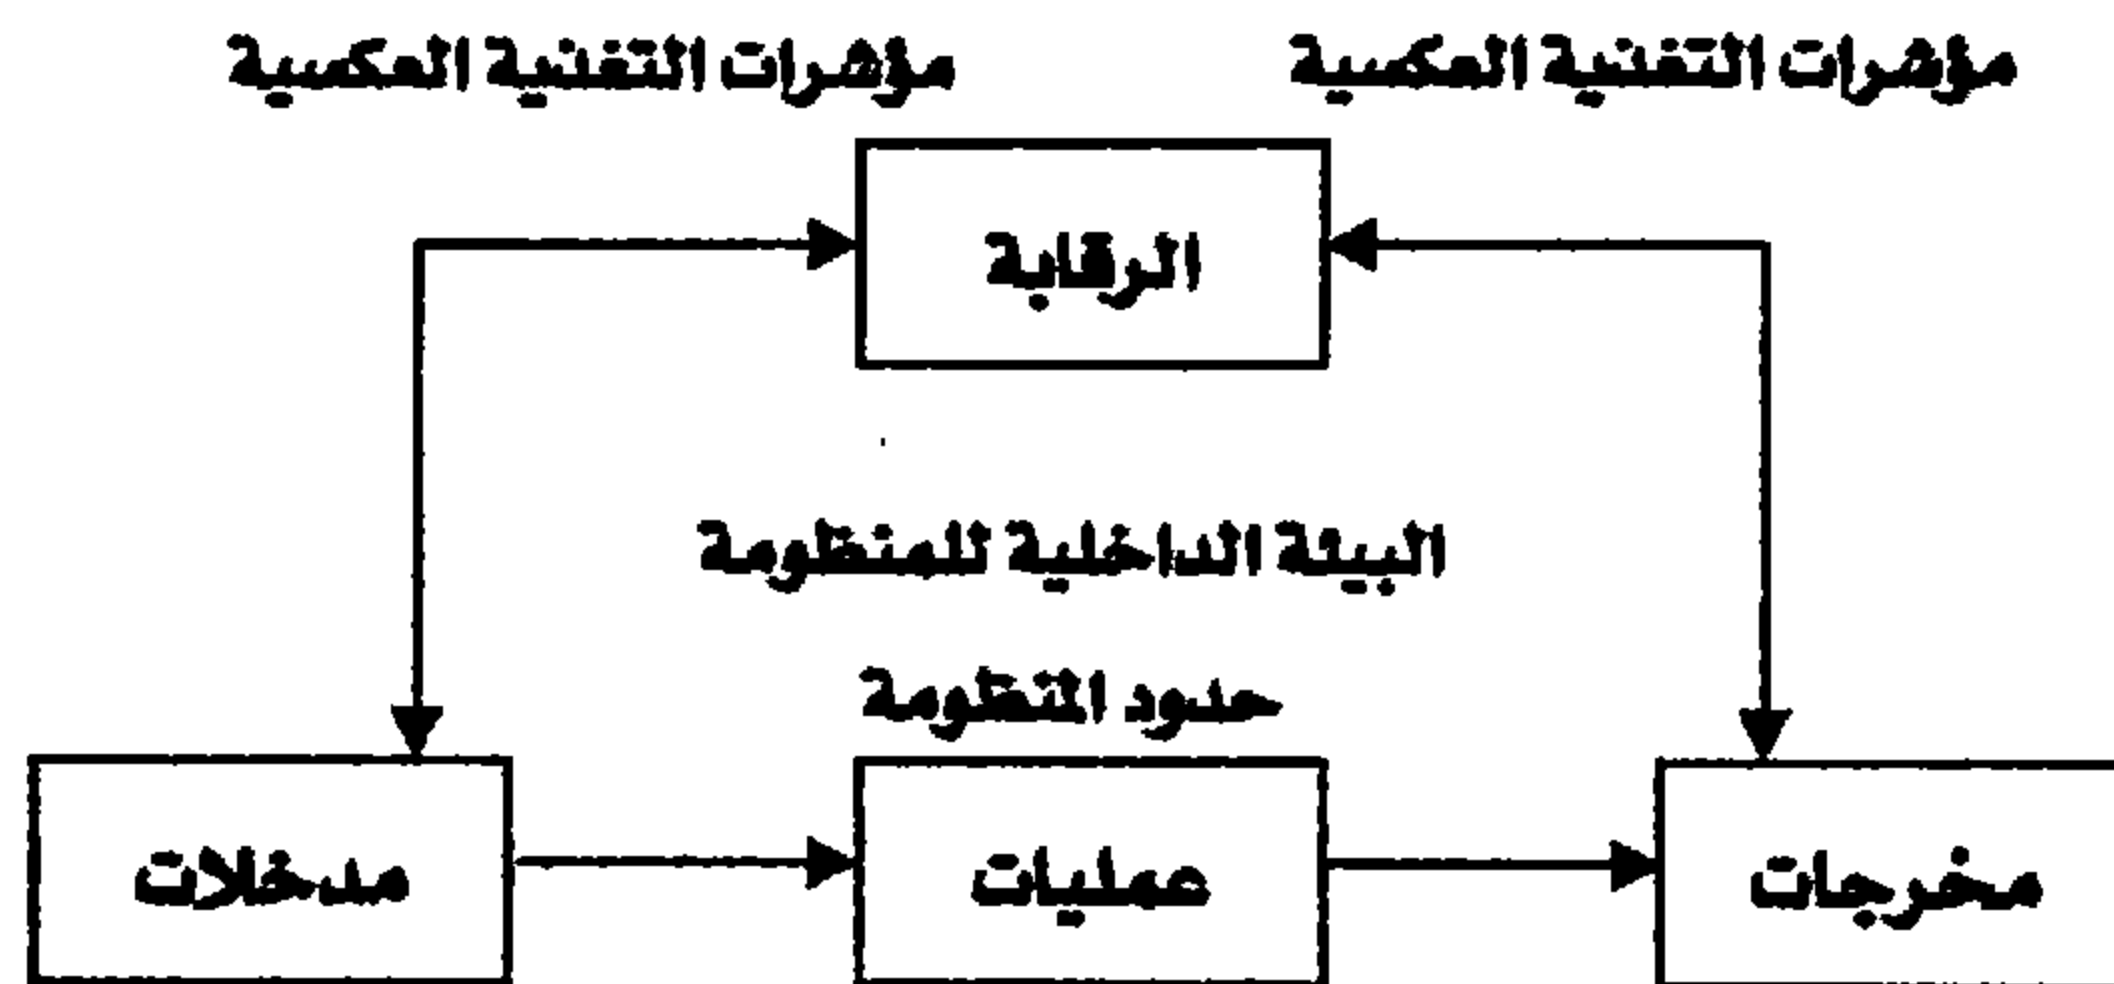 مؤشرات التغذية العكسية
مؤشرات التغذية العكسية
الرقابة
البيئة الداخلية للمنظومة
حدود المنظومة
مدخلات
عمليات
مخرجات